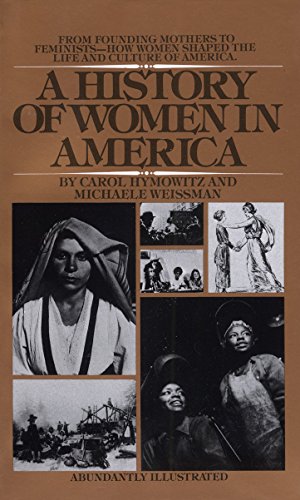 FROM FOUNDING MOTHERS TO
FEMINISTS—HOW WOMEN SHAPED THE
LIFE AND CULTURE OF AMERICA.
A HISTORY
OF WOMEN IN
AMERICA
BY CAROL HYMOWITZ AND
MICHAELE WEISSMAN
ABUNDANTLY ILLUSTRATED